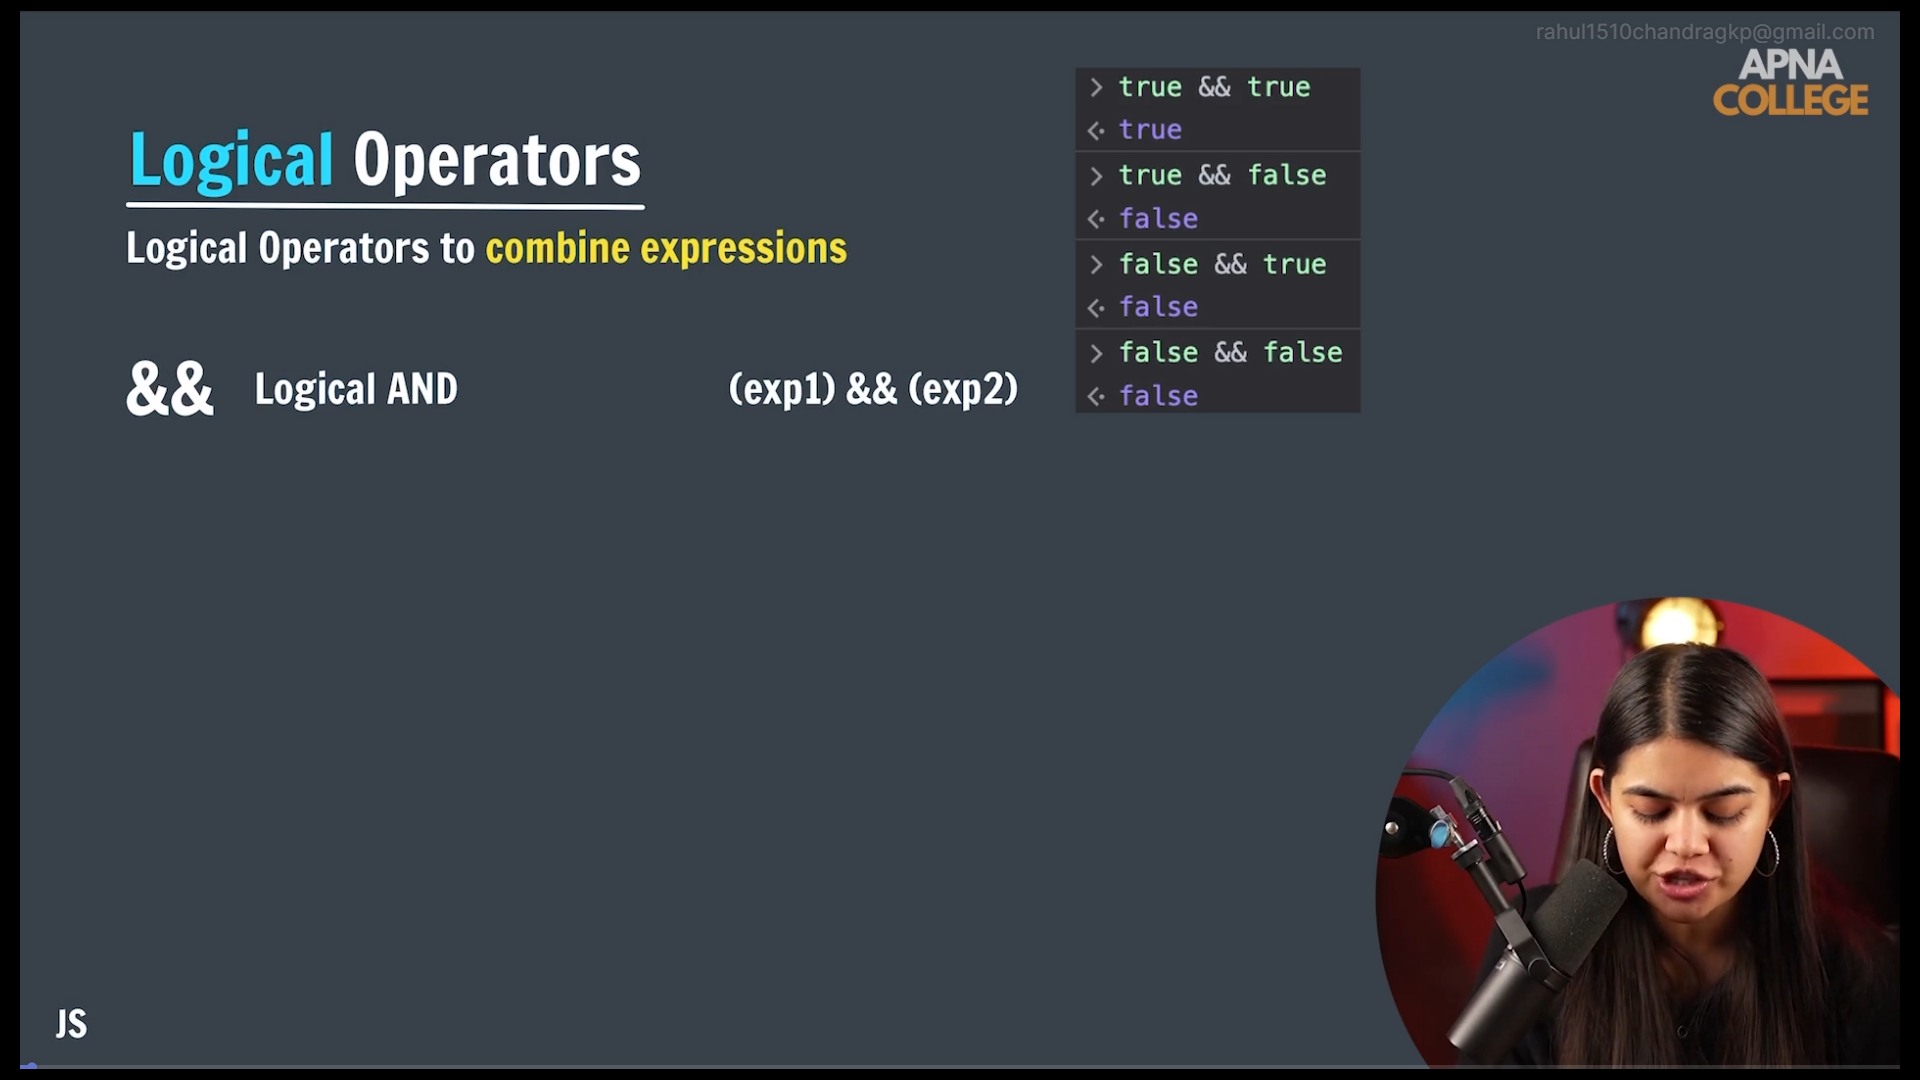 rahul1510chandragkp@gmail.com
APNA
COLLEGE
Logical Operators
Logical Operators to combine expressions
&& Logical AND (exp1) && (exp2)
> true && true
<· true
> true && false
<· false
> false && true
<· false
> false && false
<· false
JS